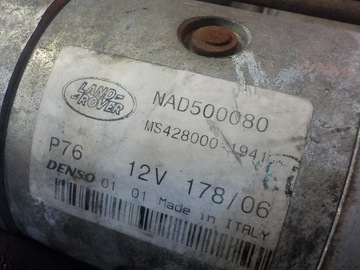 LAND-
ROVER
NAD500080
MS428000-1941
P76
12V 178/06
DENSO 01 01 Made in ITALY